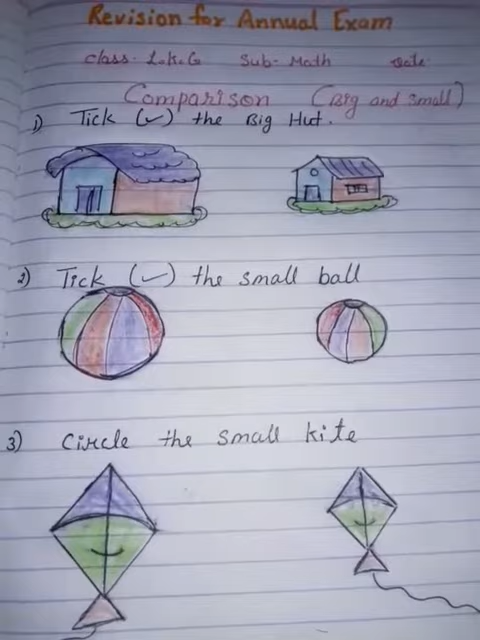 Revision for Annual Exam
Class- L.K.G Sub- Math Date
Comparison (Big and small)
1) Tick (✓) the Big Hut.
2) Tick (✓) the small ball
3) Circle the small kite